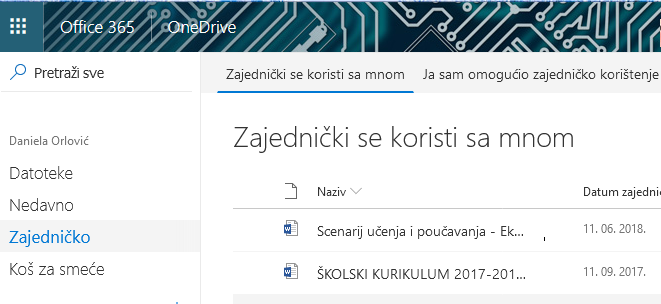 Office 365 OneDrive
Pretraži sve
Zajednički se koristi sa mnom Ja sam omogućio zajedničko korištenje
Daniela Orlović
Datoteke
Nedavno
Zajedničko
Koš za smeće
Zajednički se koristi sa mnom
Naziv Datum zajedni
Scenarij učenja i poučavanja - Ek... 11. 06. 2018.
ŠKOLSKI KURIKULUM 2017-201... 11. 09. 2017.